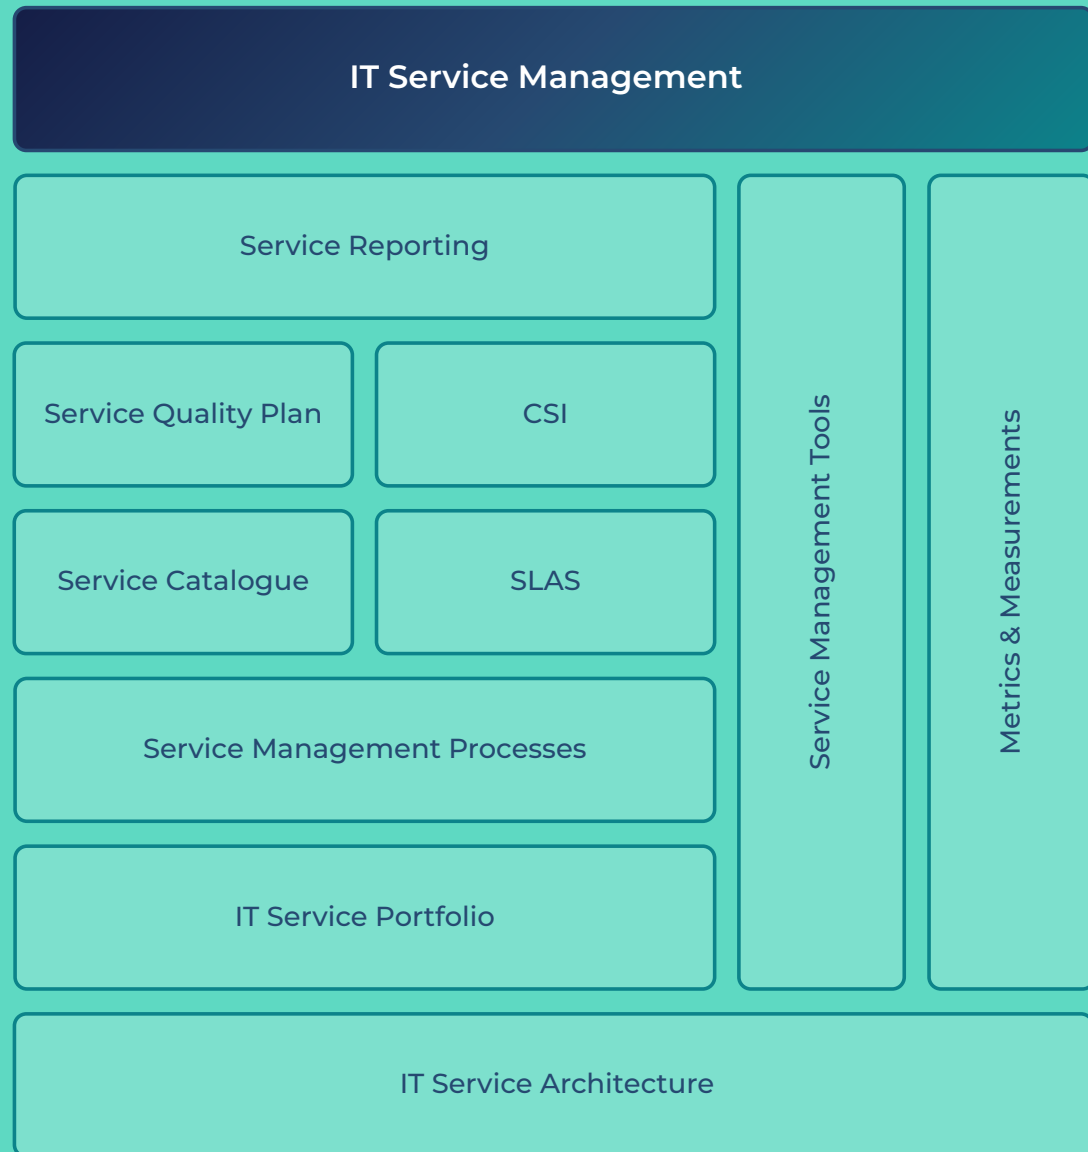 IT Service Management
Service Reporting
Service Quality Plan
CSI
Service Catalogue
SLAS
Service Management Processes
IT Service Portfolio
Service Management Tools
Metrics & Measurements
IT Service Architecture